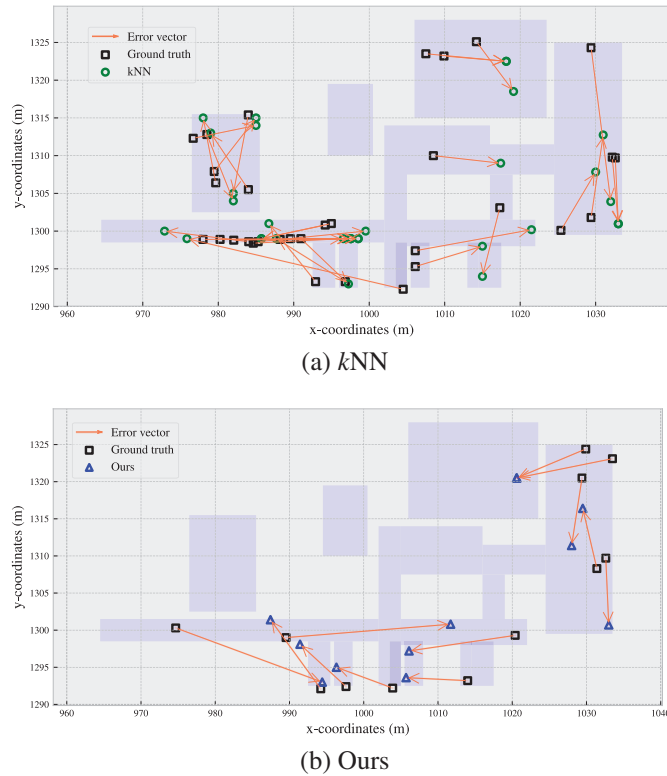 1325
1320
1315
1310
1305
1300
1295
1290
y-coordinates (m)
Error vector
Ground truth
kNN
960
970
980
990
1000
1010
1020
1030
x-coordinates (m)
(a) kNN
1325
1320
1315
1310
1305
1300
1295
1290
y-coordinates (m)
Error vector
Ground truth
Ours
960
970
980
990
1000
1010
1020
1030
1040
x-coordinates (m)
(b) Ours